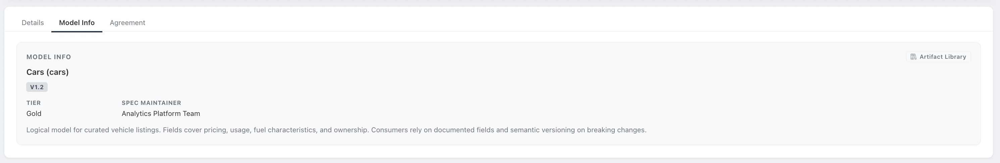 Details Model Info Agreement
MODEL INFO Artifact Library
Cars (cars)
V1.2
TIER SPEC MAINTAINER
Gold Analytics Platform Team
Logical model for curated vehicle listings. Fields cover pricing, usage, fuel characteristics, and ownership. Consumers rely on documented fields and semantic versioning on breaking changes.